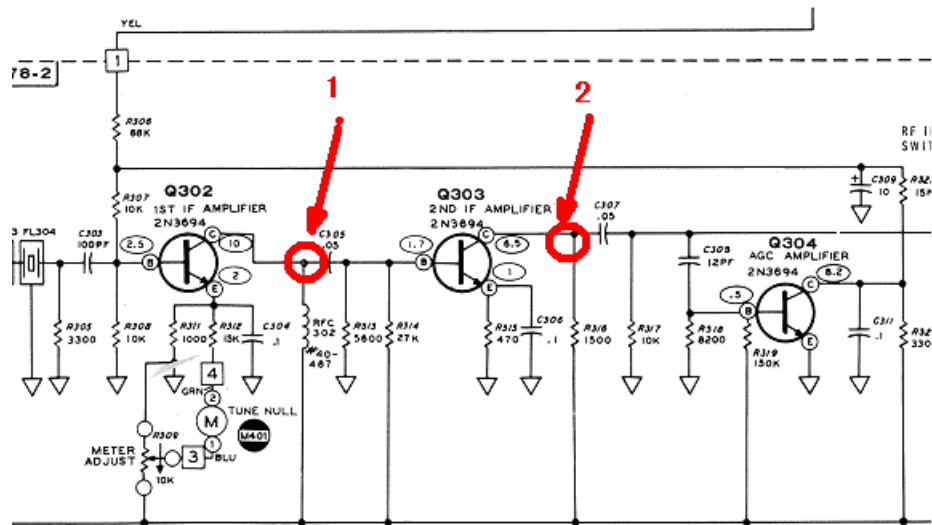 YEL
1
78-2
1
2
R306
68K
RF I
SWIT
R307
10K
Q302
1ST IF AMPLIFIER
2N3694
Q303
2ND IF AMPLIFIER
2N3694
C309
10
R32
15
3 FL304
C303
100PF
2.5
B
C
10
2
E
C305
.05
1.7
B
C
6.5
1
E
C307
.05
C305
12PF
Q304
AGC AMPLIFIER
2N3694
8.2
.5
B
C
E
R305
3300
R308
10K
R311
1000
R312
15K
C304
.1
RFC
302
40-
487
R313
5600
R314
27K
R315
470
C306
.1
R316
1500
R317
10K
R318
8200
R319
150K
C311
.1
R32
330
4
GRN
2
M
TUNE NULL
M401
1
3
BLU
R309
METER
ADJUST
10K